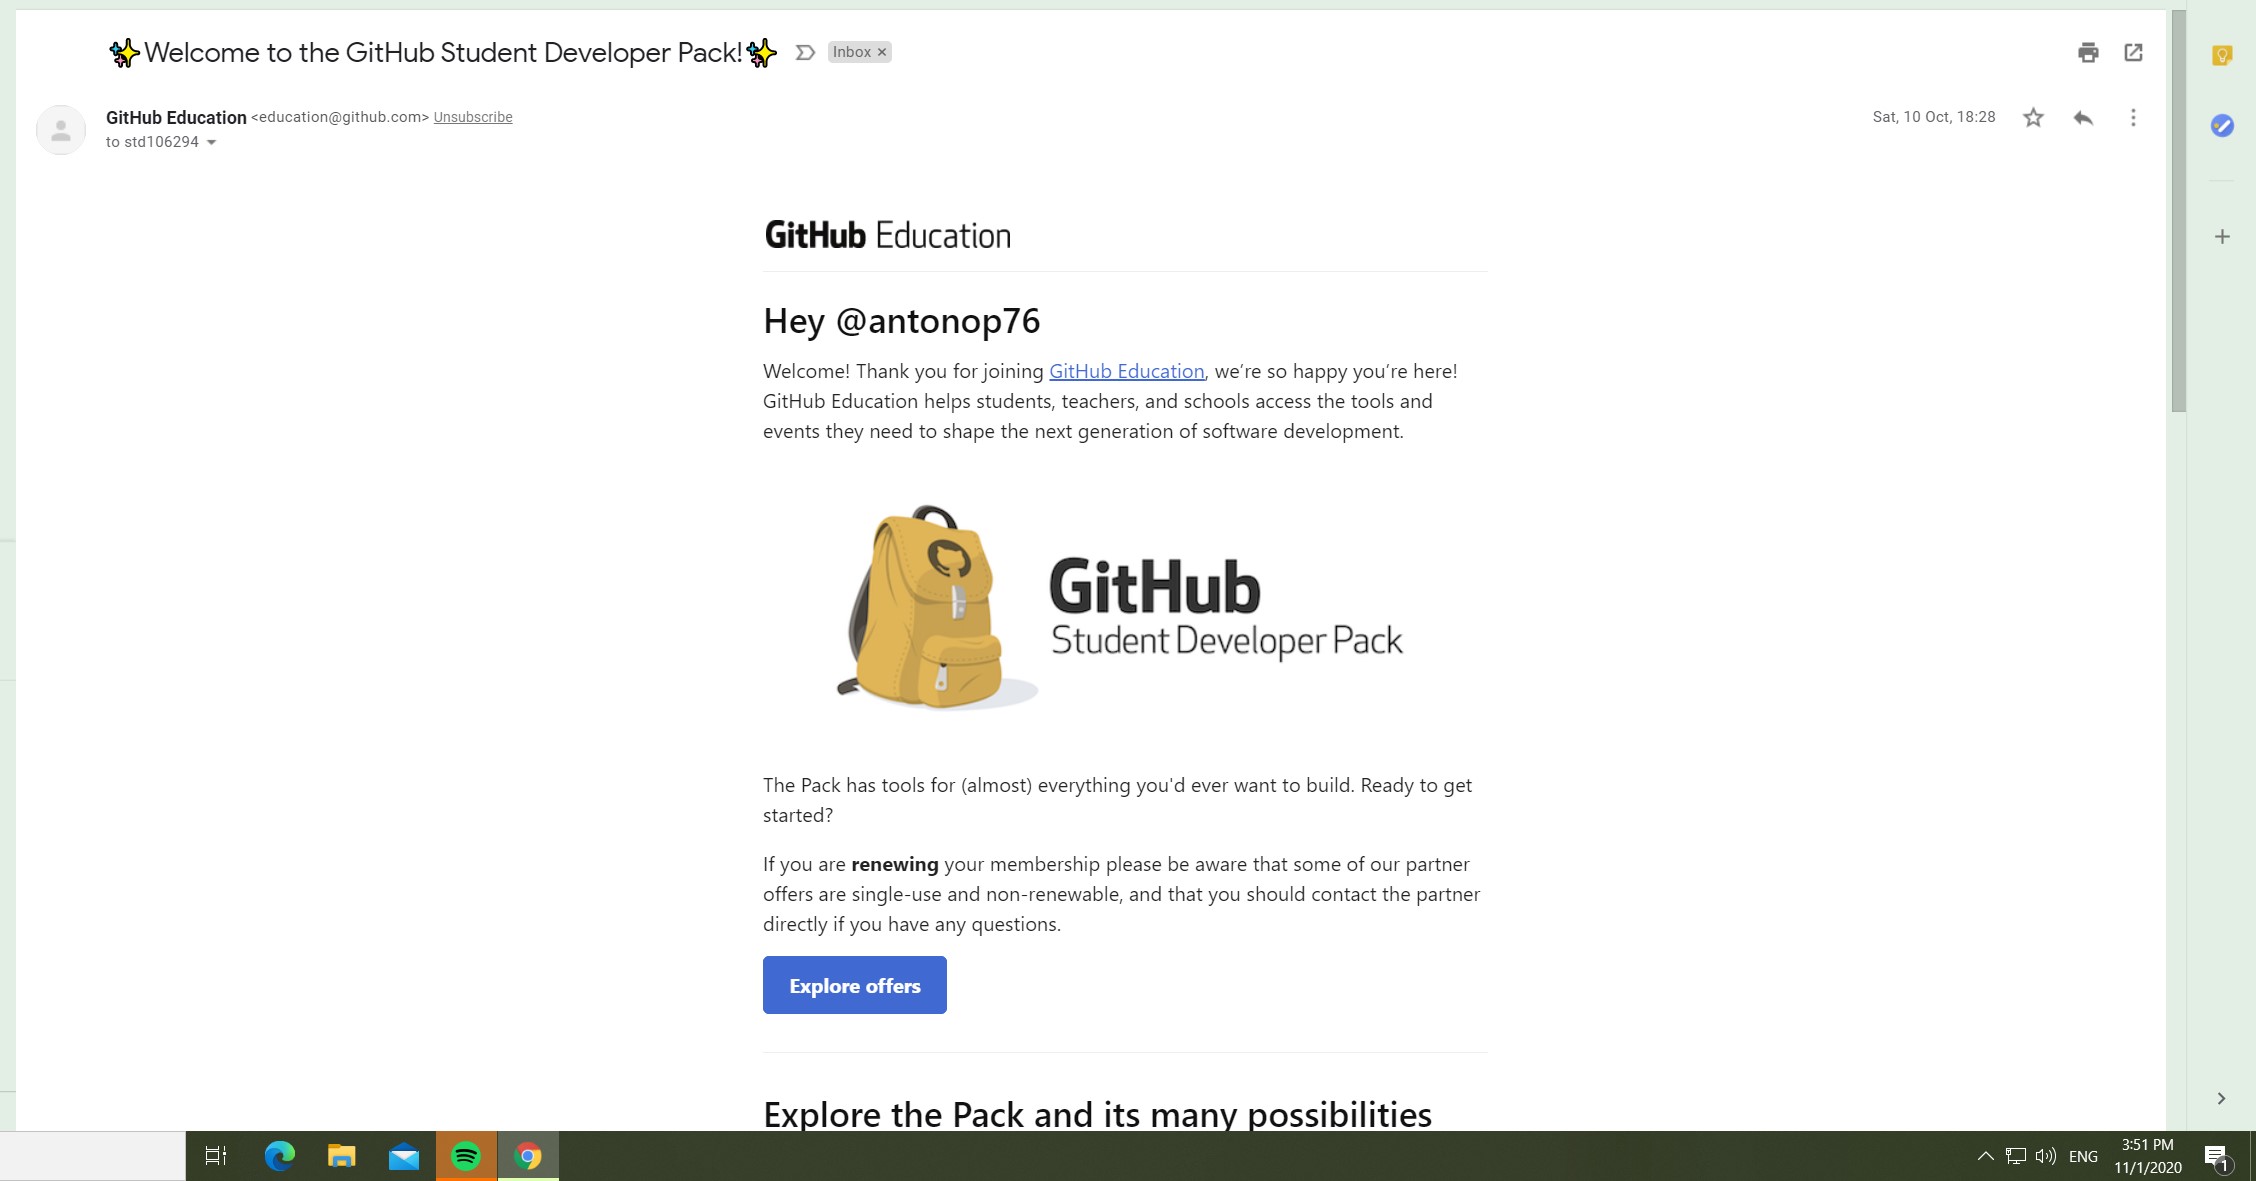 ✨Welcome to the GitHub Student Developer Pack!✨ Inbox ×
GitHub Education <education@github.com> Unsubscribe
Sat, 10 Oct, 18:28
to std106294
GitHub Education
Hey @antonop76
Welcome! Thank you for joining GitHub Education, we’re so happy you’re here!
GitHub Education helps students, teachers, and schools access the tools and
events they need to shape the next generation of software development.
GitHub
Student Developer Pack
The Pack has tools for (almost) everything you'd ever want to build. Ready to get
started?
If you are renewing your membership please be aware that some of our partner
offers are single-use and non-renewable, and that you should contact the partner
directly if you have any questions.
Explore offers
Explore the Pack and its many possibilities
ENG
3:51 PM
11/1/2020
1